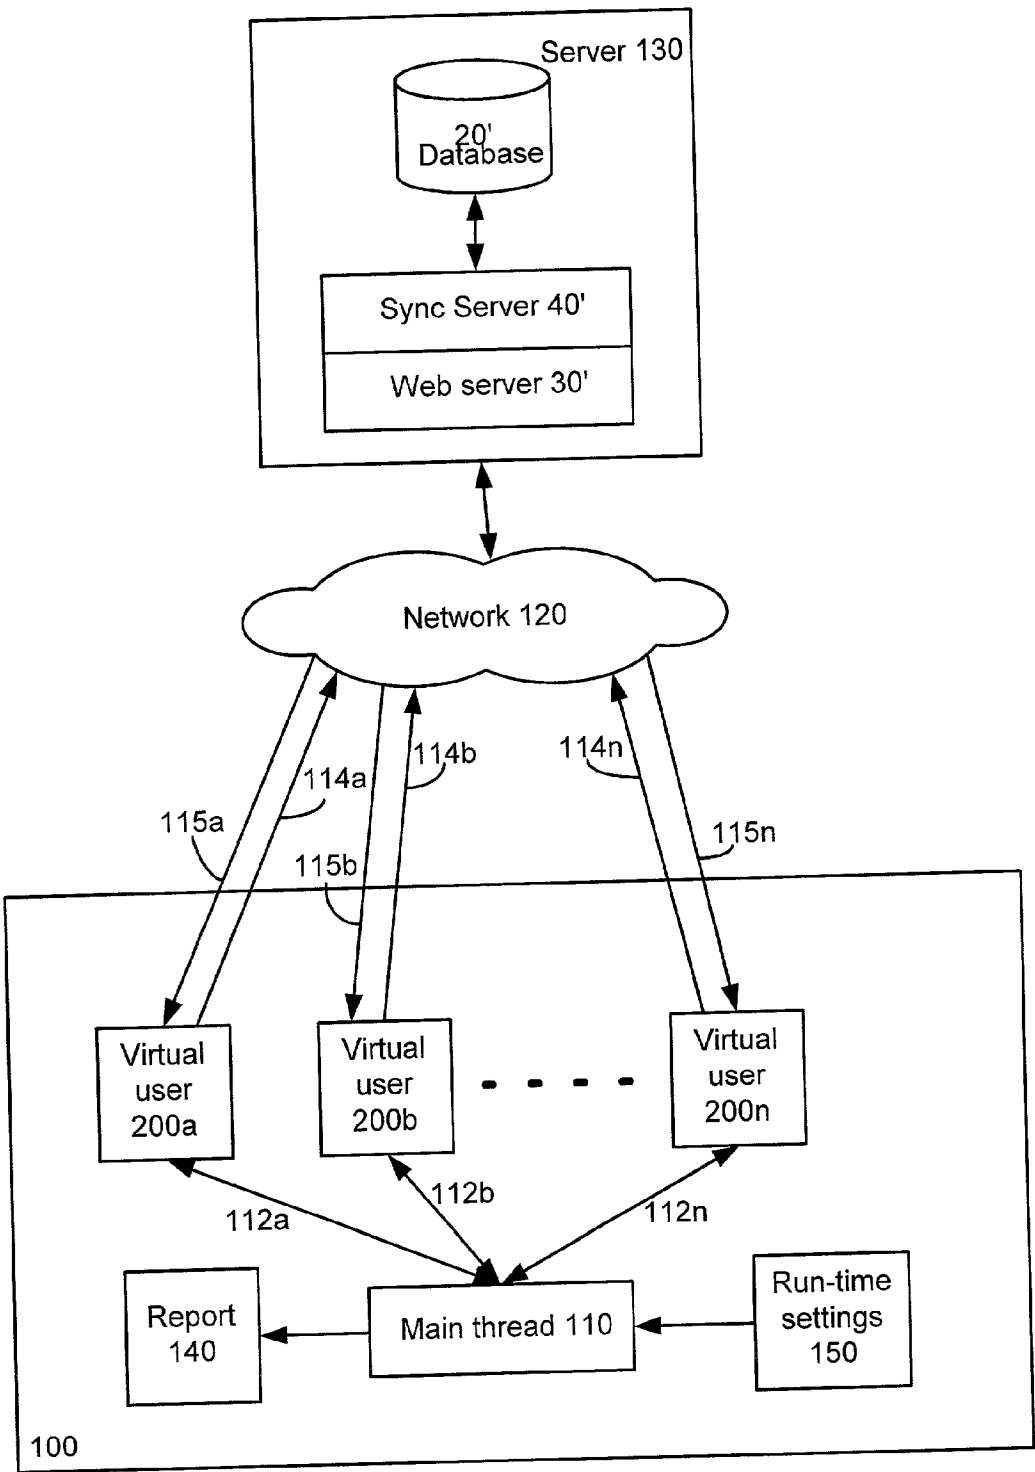 Server 130
20'
Database
Sync Server 40'
Web server 30'
Network 120
114b
114n
114a
115a
115n
115b
Virtual
user
200a
Virtual
user
200b
Virtual
user
200n
112b
112a
112n
Report
140
Main thread 110
Run-time
settings
150
100